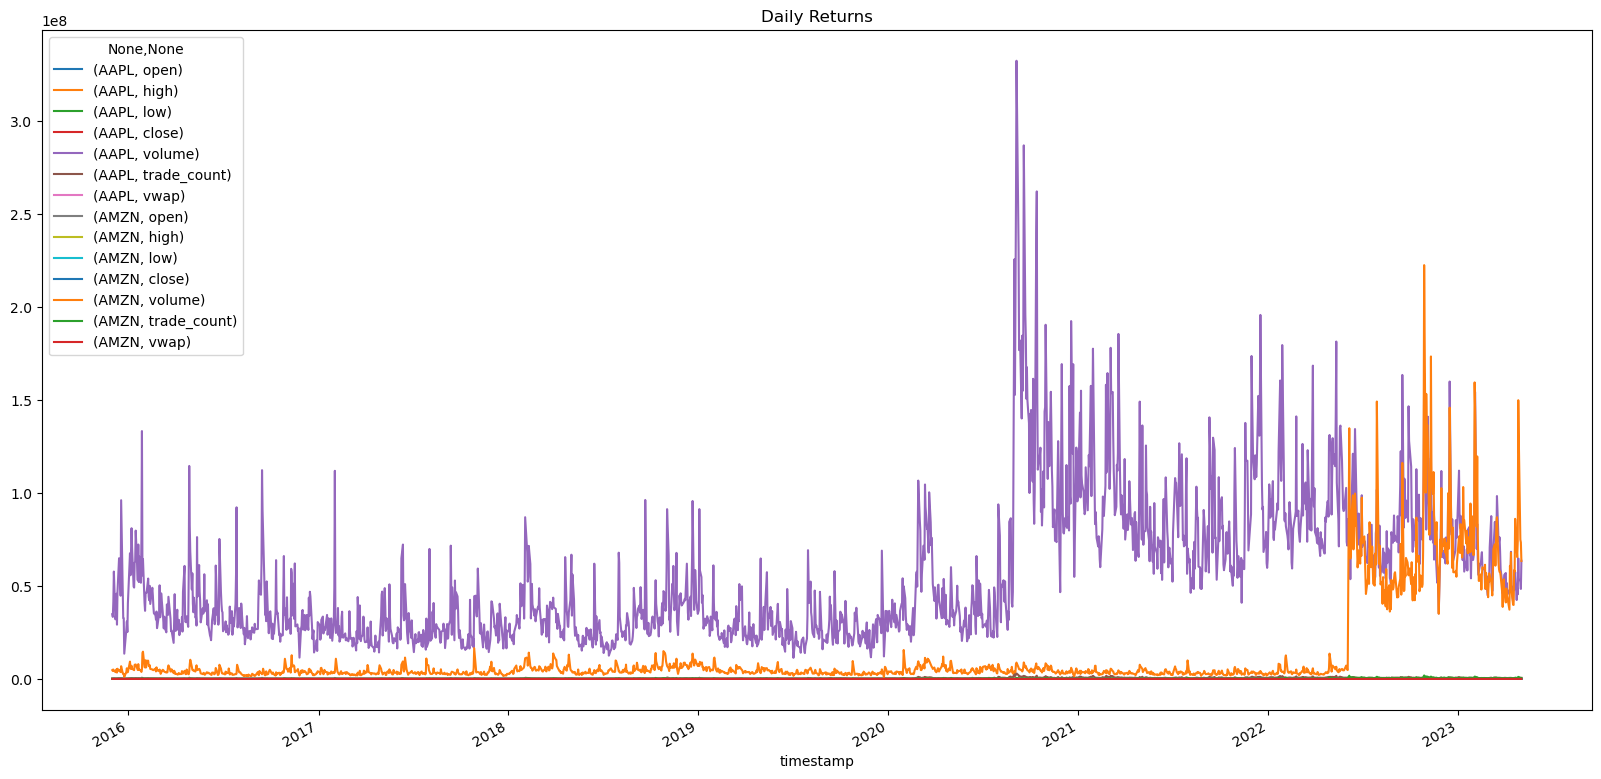 Daily Returns
1e8
None,None
(AAPL, open)
(AAPL, high)
(AAPL, low)
(AAPL, close)
(AAPL, volume)
(AAPL, trade_count)
(AAPL, vwap)
(AMZN, open)
(AMZN, high)
(AMZN, low)
(AMZN, close)
(AMZN, volume)
(AMZN, trade_count)
(AMZN, vwap)
3.0
2.5
2.0
1.5
1.0
0.5
0.0
2016 2017 2018 2019 2020 2021 2022 2023
timestamp